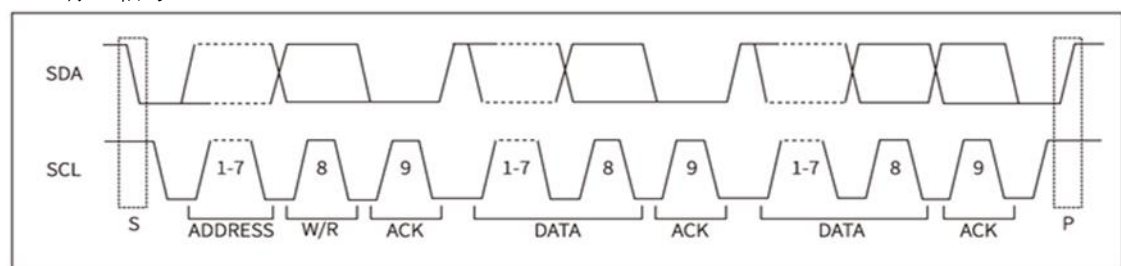 SDA
SCL
1-7 8 9 1-7 8 9 1-7 8 9
S ADDRESS W/R ACK DATA ACK DATA ACK P